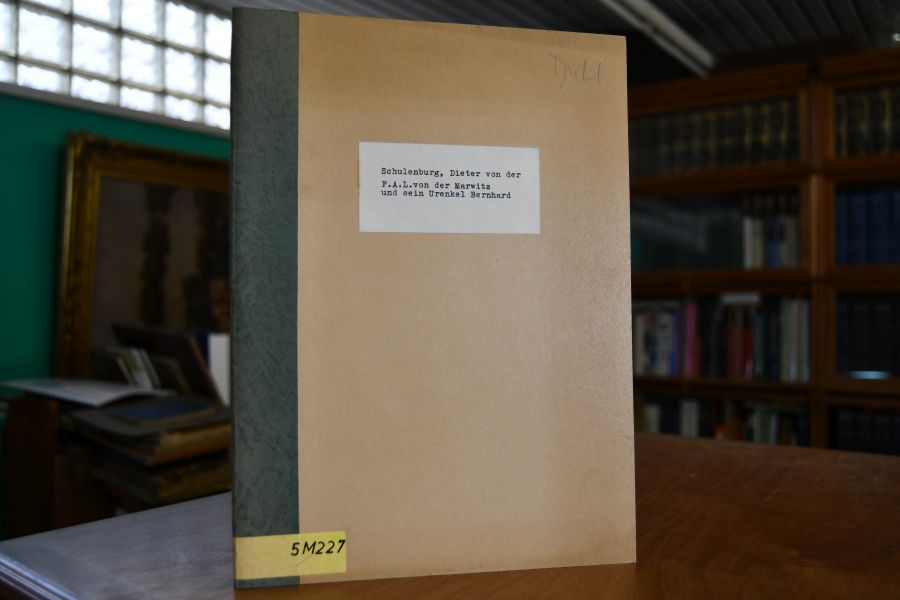 Schulenburg, Dieter von der
F.A.L.von der Marwitz
und sein Urenkel Bernhard
5M227